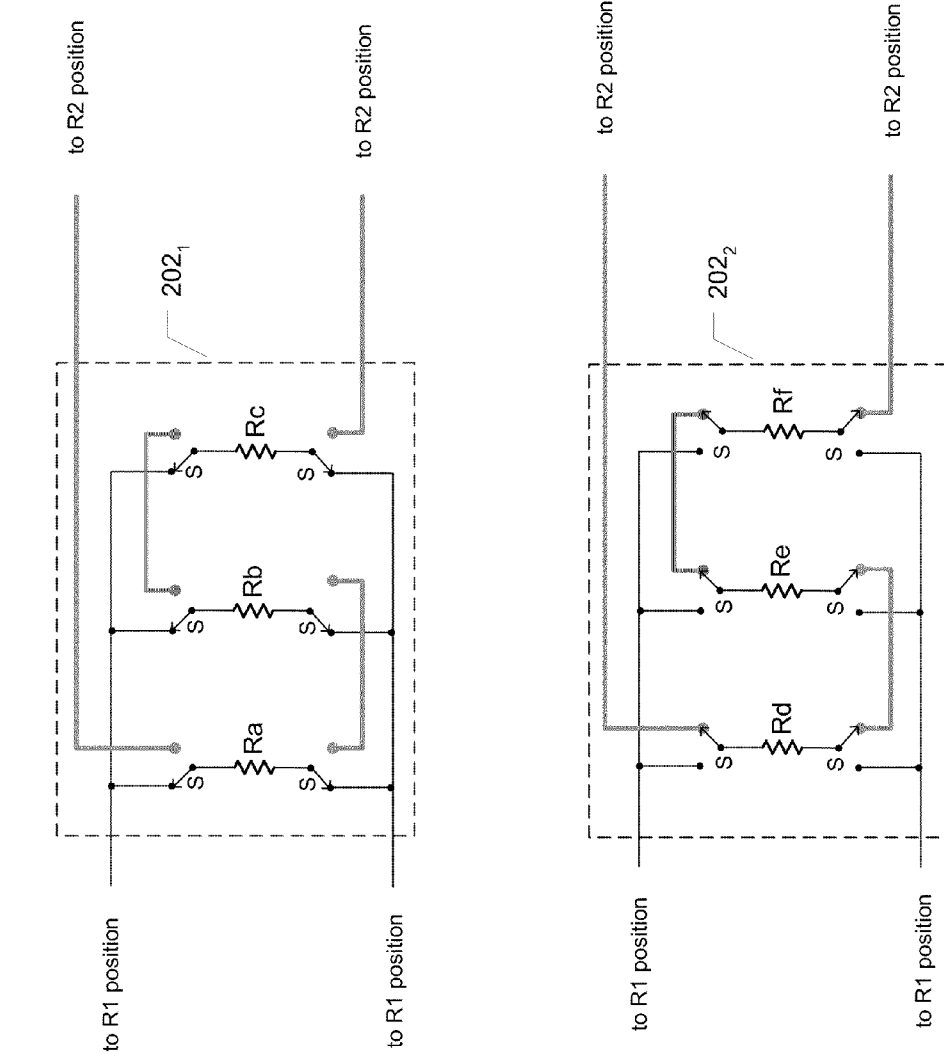 to R2 position
to R2 position
202₁
Ra
Rb
Rc
S
S
S
S
S
S
to R1 position
to R1 position
to R2 position
to R2 position
202₂
Rd
Re
Rf
S
S
S
S
S
S
to R1 position
to R1 position